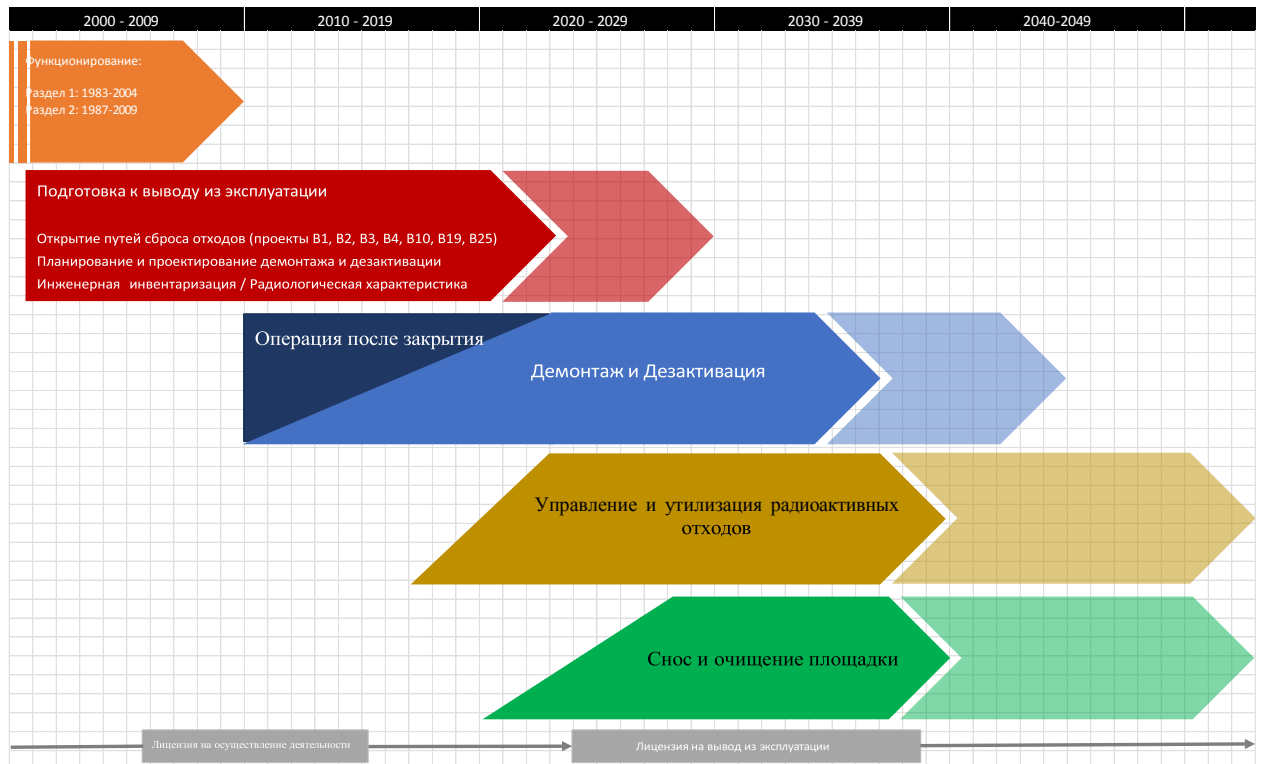 2000 - 2009
2010 - 2019
2020 - 2029
2030 - 2039
2040-2049
Функционирование:
Раздел 1: 1983-2004
Раздел 2: 1987-2009
Подготовка к выводу из эксплуатации
Открытие путей сброса отходов (проекты В1, В2, В3, В4, В10, В19, В25)
Планирование и проектирование демонтажа и дезактивации
Инженерная инвентаризация / Радиологическая характеристика
Операция после закрытия
Демонтаж и Дезактивация
Управление и утилизация радиоактивных
отходов
Снос и очищение площадки
Лицензия на осуществление деятельности
Лицензия на вывод из эксплуатации